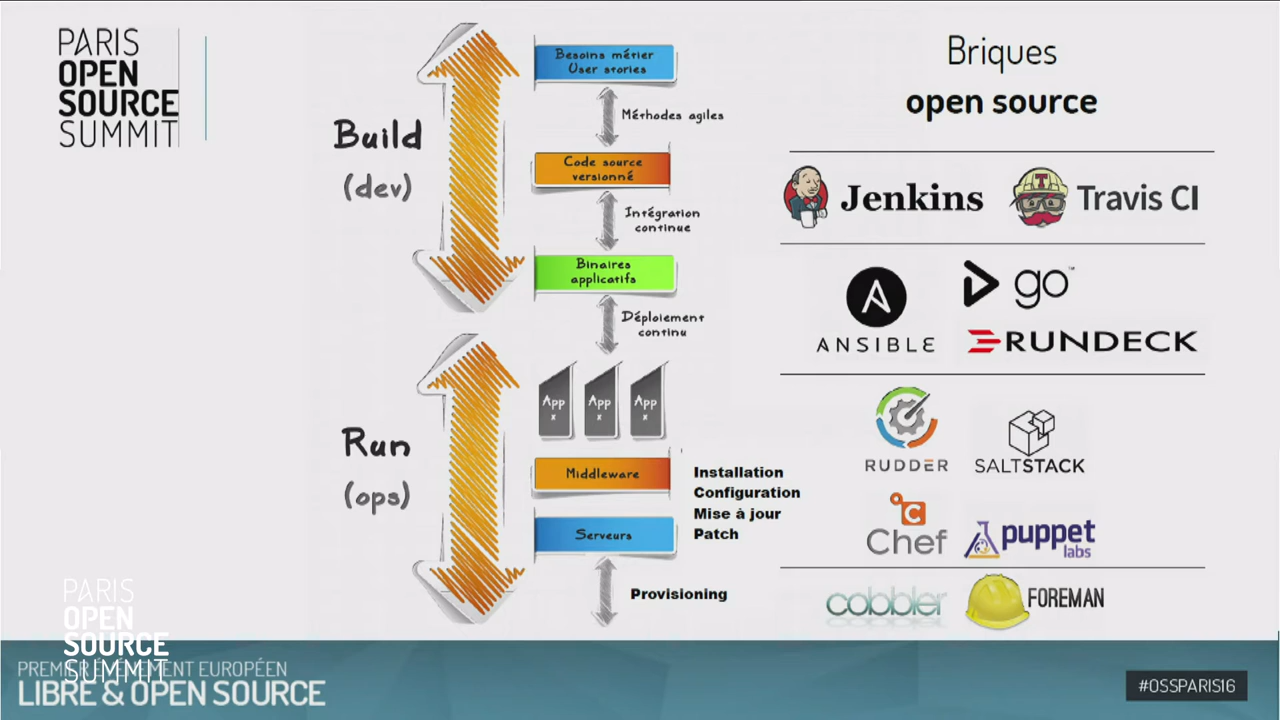 PARIS
OPEN
SOURCE
SUMMIT
Build
(dev)
Besoins métier
User stories
Méthodes agiles
Code source
versionné
Intégration
continue
Binaires
applicatifs
Déploiement
continu
Run
(ops)
App
x
App
x
App
x
Middleware
Serveurs
Installation
Configuration
Mise à jour
Patch
Provisioning
Briques
open source
Jenkins
Travis CI
ANSIBLE
go™
RUNDECK
RUDDER
SALTSTACK
Chef
puppet
labs
cobbler
FOREMAN
PARIS
OPEN
SOURCE
SUMMIT
PREMIER ÉVÉNEMENT EUROPÉEN
LIBRE & OPEN SOURCE
#OSSPARIS16